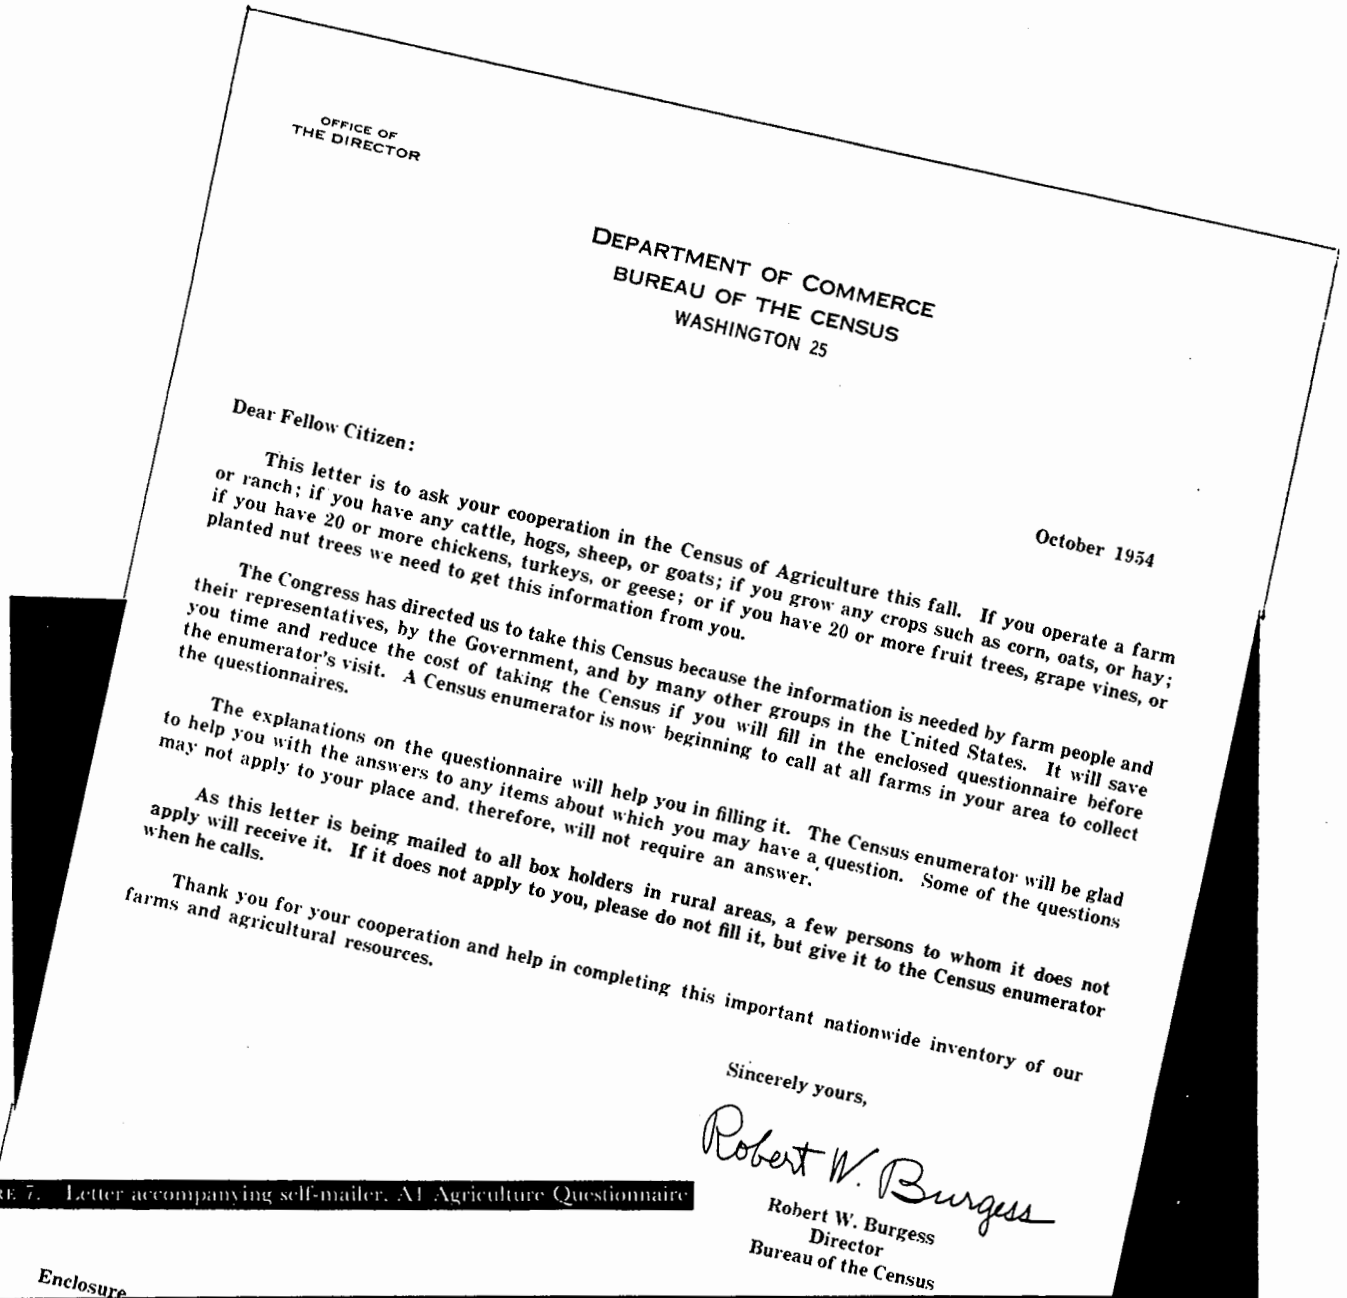 OFFICE OF
THE DIRECTOR
DEPARTMENT OF COMMERCE
BUREAU OF THE CENSUS
WASHINGTON 25
October 1954
Dear Fellow Citizen:
This letter is to ask your cooperation in the Census of Agriculture this fall. If you operate a farm
or ranch; if you have any cattle, hogs, sheep, or goats; if you grow any crops such as corn, oats, or hay;
if you have 20 or more chickens, turkeys, or geese; or if you have 20 or more fruit trees, grape vines, or
planted nut trees we need to get this information from you.
The Congress has directed us to take this Census because the information is needed by farm people and
their representatives, by the Government, and by many other groups in the United States. It will save
you time and reduce the cost of taking the Census if you will fill in the enclosed questionnaire before
the enumerator's visit. A Census enumerator is now beginning to call at all farms in your area to collect
the questionnaires.
The explanations on the questionnaire will help you in filling it. The Census enumerator will be glad
to help you with the answers to any items about which you may have a question. Some of the questions
may not apply to your place and, therefore, will not require an answer.
As this letter is being mailed to all box holders in rural areas, a few persons to whom it does not
apply will receive it. If it does not apply to you, please do not fill it, but give it to the Census enumerator
when he calls.
Thank you for your cooperation and help in completing this important nationwide inventory of our
farms and agricultural resources.
Sincerely yours,
Robert W. Burgess
Robert W. Burgess
Director
Bureau of the Census
RE 7. Letter accompanying self-mailer, A1 Agriculture Questionnaire
Enclosure